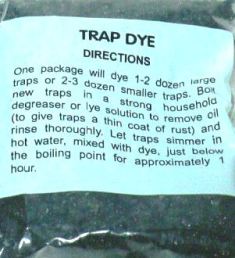 TRAP DYE
DIRECTIONS
One package will dye 1-2 dozen large
traps or 2-3 dozen smaller traps. Boil
new traps in a strong household
degreaser or lye solution to remove oil
(to give traps a thin coat of rust) and
rinse thoroughly. Let traps simmer in
hot water, mixed with dye, just below
the boiling point for approximately 1
hour.